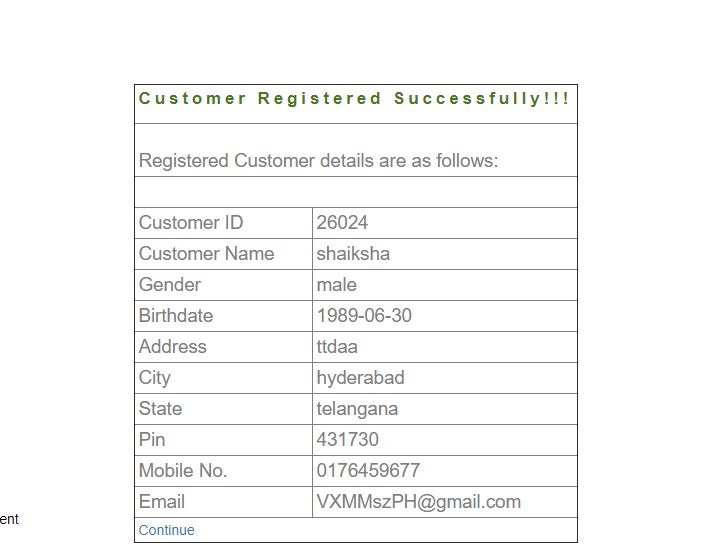 Customer Registered Successfully!!!
Registered Customer details are as follows:
Customer ID 26024
Customer Name shaiksha
Gender male
Birthdate 1989-06-30
Address ttdaa
City hyderabad
State telangana
Pin 431730
Mobile No. 0176459677
Email VXMMszPH@gmail.com
ent
Continue